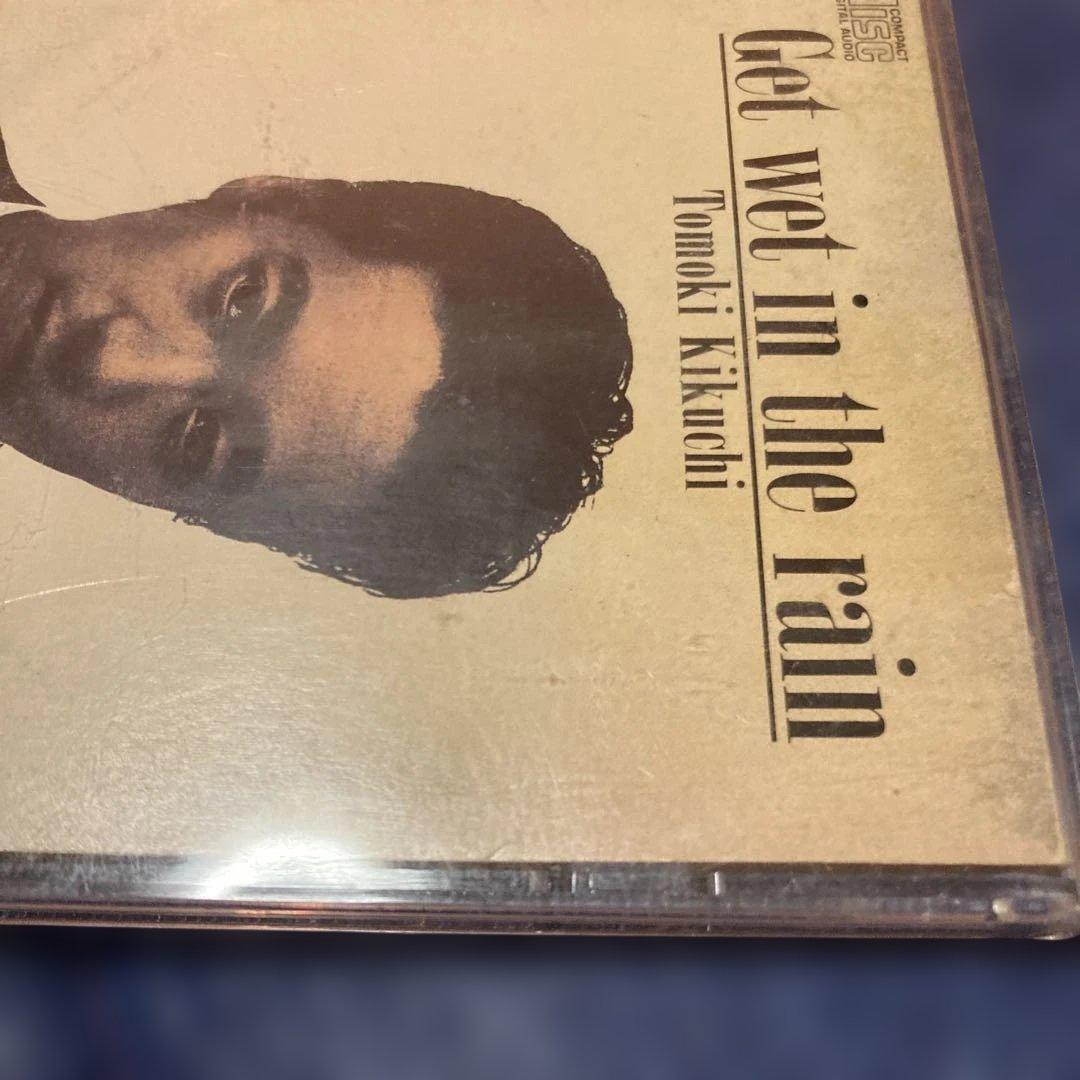 COMPACT
DISC
DIGITAL AUDIO
Get wet in the rain
Tomoki Kikuchi